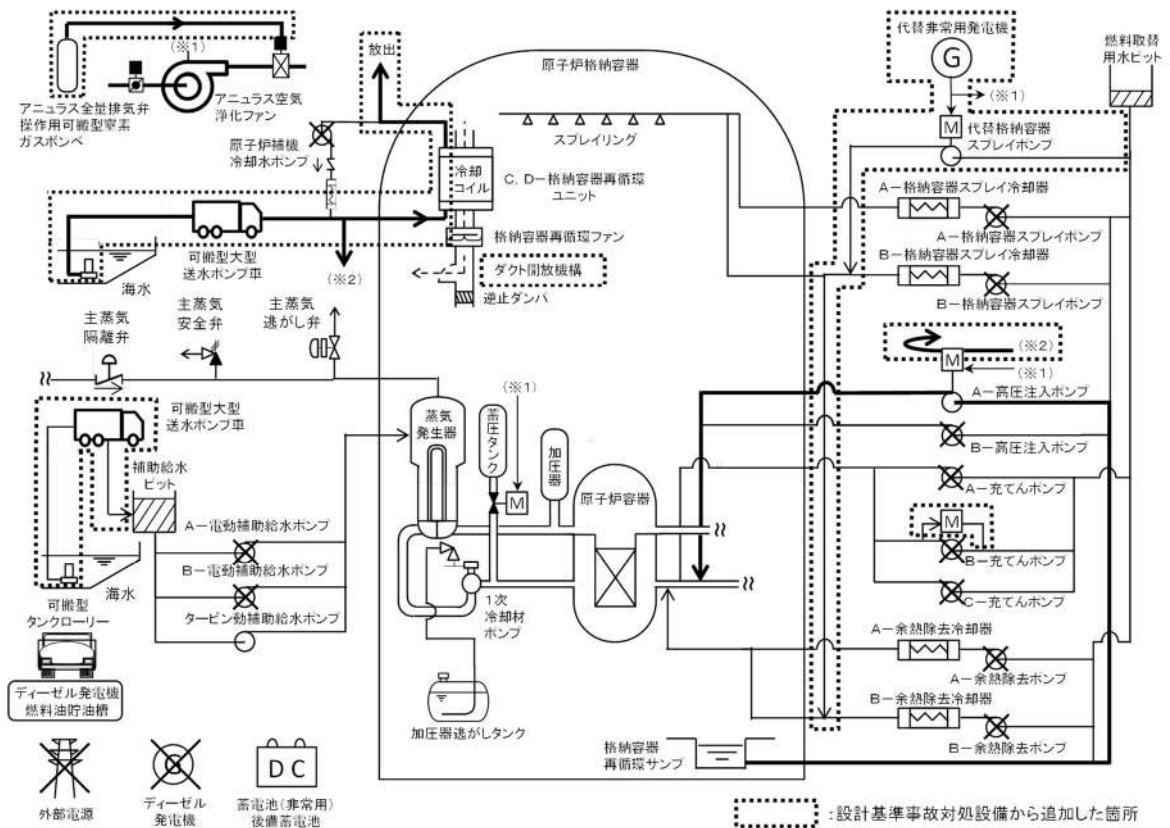 (※1)
アニュラス全量排気弁
操作用可搬型窒素
ガスボンベ
アニュラス空気
浄化ファン
放出
原子炉補機
冷却水ポンプ
原子炉格納容器
スプレイリング
冷却
コイル
C, D-格納容器再循環
ユニット
格納容器再循環ファン
ダクト開放機構
逆止ダンパ
可搬型大型
送水ポンプ車
海水
(※2)
代替非常用発電機
G
(※1)
M
代替格納容器
スプレイポンプ
燃料取替
用水ピット
A-格納容器スプレイ冷却器
A-格納容器スプレイポンプ
B-格納容器スプレイ冷却器
B-格納容器スプレイポンプ
主蒸気
隔離弁
主蒸気
安全弁
主蒸気
逃がし弁
(※2)
M
(※1)
A-高圧注入ポンプ
B-高圧注入ポンプ
A-充てんポンプ
M
B-充てんポンプ
C-充てんポンプ
可搬型大型
送水ポンプ車
補助給水
ピット
A-電動補助給水ポンプ
B-電動補助給水ポンプ
タービン動補助給水ポンプ
海水
蒸気
発生器
蓄圧タンク
(※1)
M
加圧器
原子炉容器
1次
冷却材
ポンプ
加圧器逃がしタンク
A-余熱除去冷却器
A-余熱除去ポンプ
B-余熱除去冷却器
B-余熱除去ポンプ
格納容器
再循環サンプ
可搬型
タンクローリー
ディーゼル発電機
燃料油貯油槽
外部電源
G
ディーゼル
発電機
DC
蓄電池(非常用)
後備蓄電池
:設計基準事故対処設備から追加した箇所